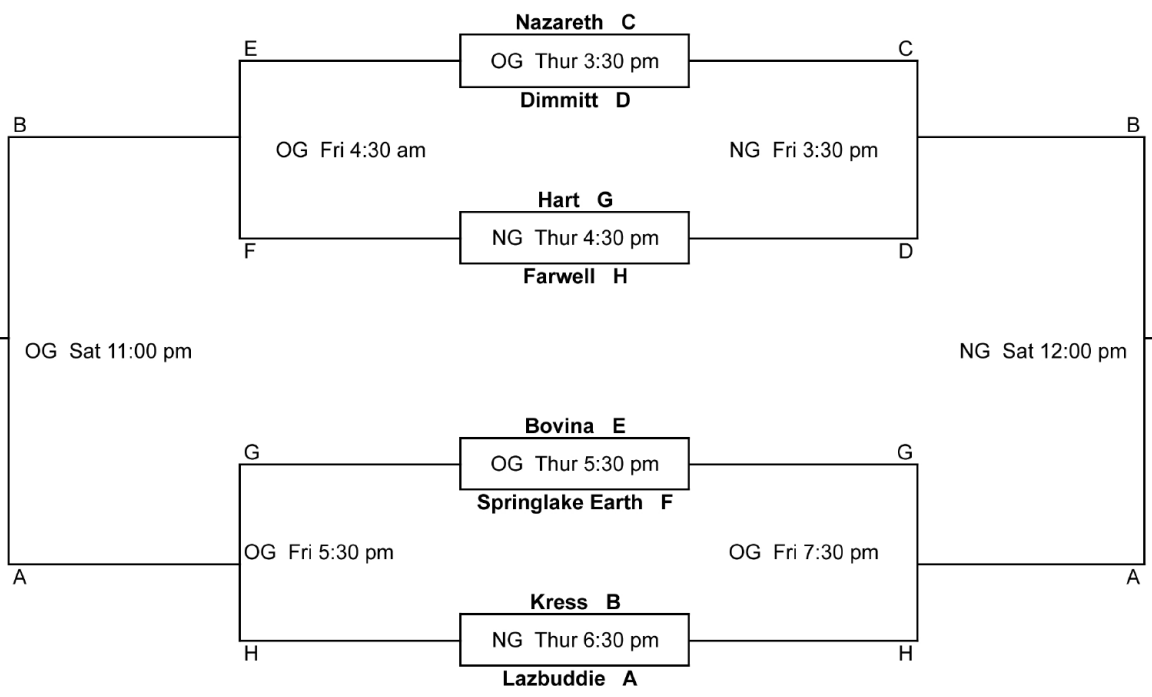 Nazareth C
E
OG Thur 3:30 pm
C
Dimmitt D
B
B
OG Fri 4:30 am
NG Fri 3:30 pm
Hart G
NG Thur 4:30 pm
F
D
Farwell H
OG Sat 11:00 pm
NG Sat 12:00 pm
Bovina E
G
OG Thur 5:30 pm
G
Springlake Earth F
OG Fri 5:30 pm
OG Fri 7:30 pm
A
A
Kress B
NG Thur 6:30 pm
H
H
Lazbuddie A